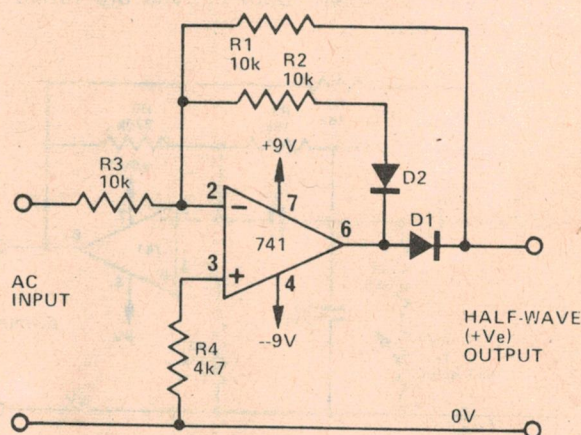 R1
10k
R2
10k
+9V
R3
10k
D2
2
7
6
D1
−
741
3
+
4
AC
INPUT
--9V
R4
4k7
HALF-WAVE
(+Ve)
OUTPUT
0V